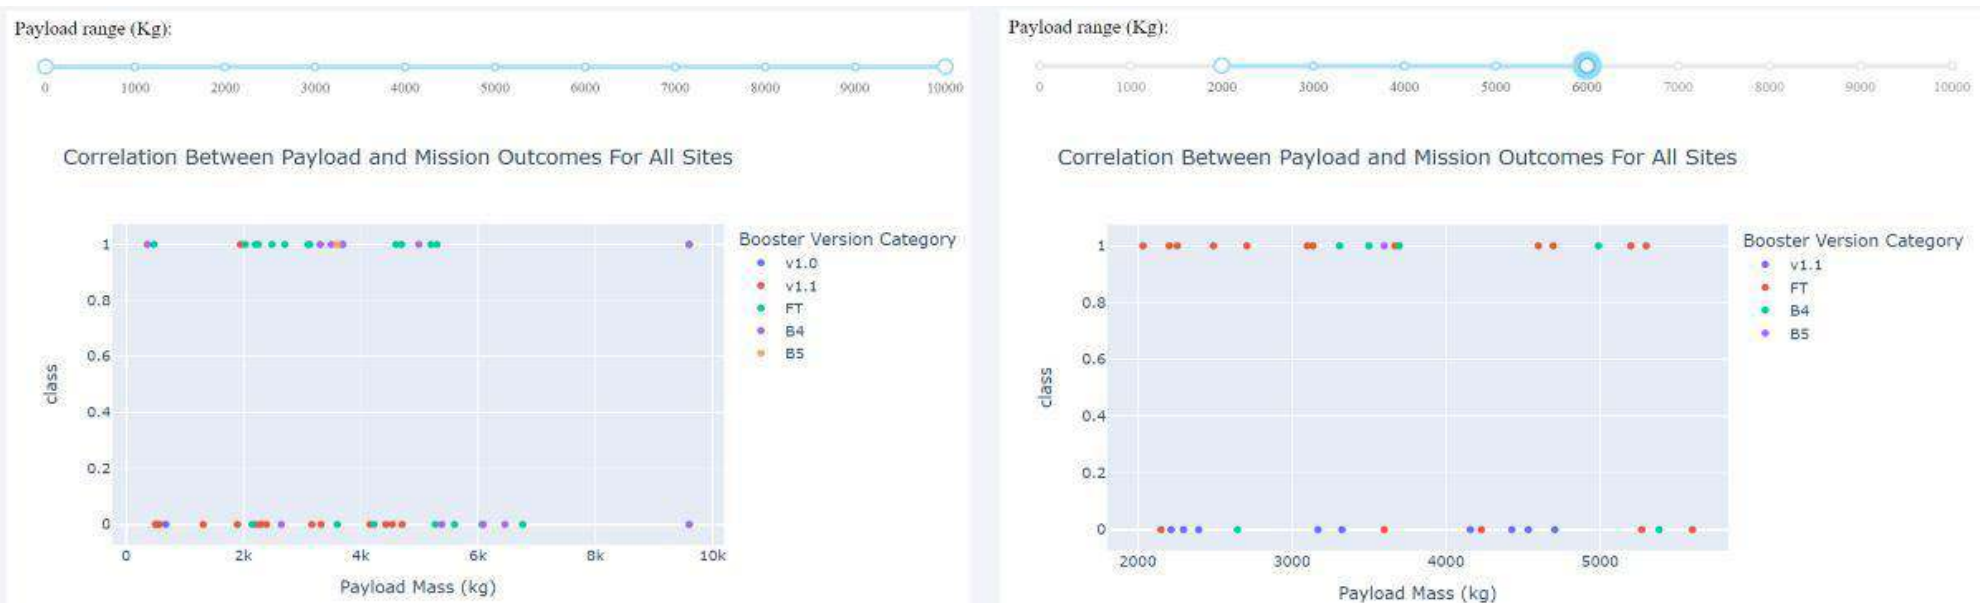 Payload range (Kg):
0 1000 2000 3000 4000 5000 6000 7000 8000 9000 10000
Correlation Between Payload and Mission Outcomes For All Sites
1
0.8
0.6
0.4
0.2
0
class
0 2k 4k 6k 8k 10k
Payload Mass (kg)
Booster Version Category
v1.0
v1.1
FT
B4
B5
Payload range (Kg):
0 1000 2000 3000 4000 5000 6000 7000 8000 9000 10000
Correlation Between Payload and Mission Outcomes For All Sites
1
0.8
0.6
0.4
0.2
0
class
2000 3000 4000 5000
Payload Mass (kg)
Booster Version Category
v1.1
FT
B4
B5